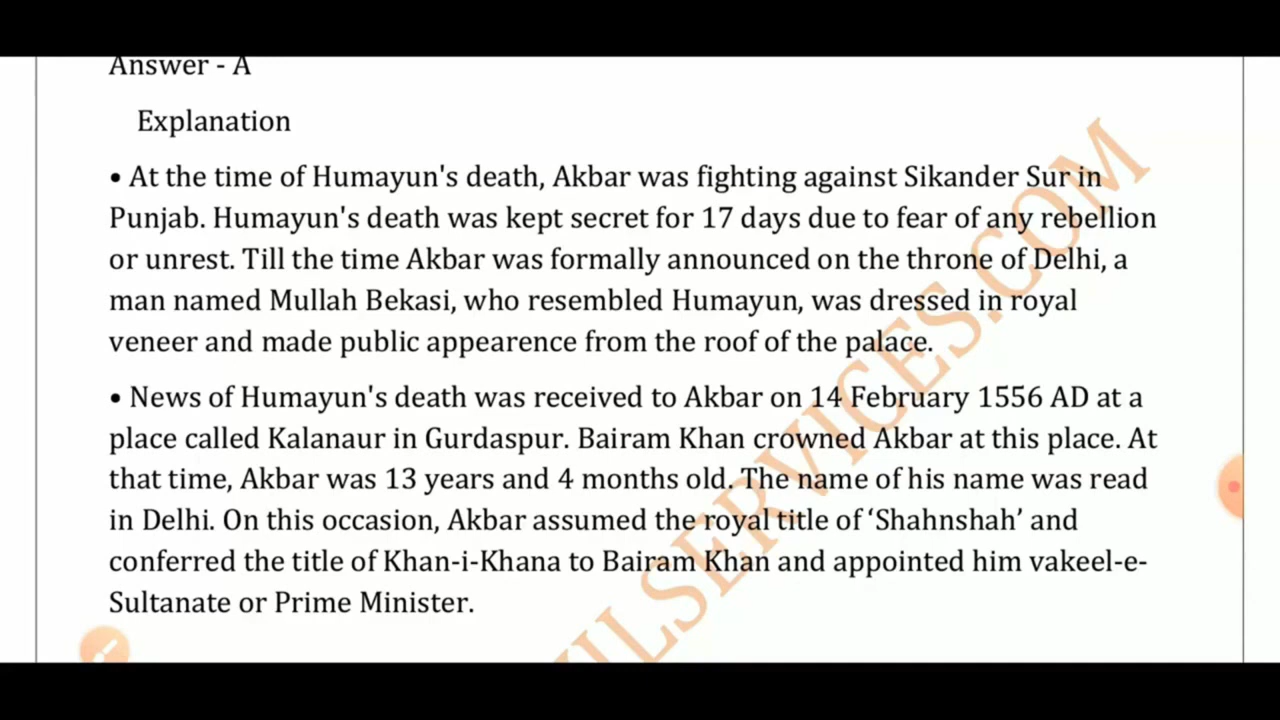 Answer - A
Explanation
• At the time of Humayun's death, Akbar was fighting against Sikander Sur in
Punjab. Humayun's death was kept secret for 17 days due to fear of any rebellion
or unrest. Till the time Akbar was formally announced on the throne of Delhi, a
man named Mullah Bekasi, who resembled Humayun, was dressed in royal
veneer and made public appearence from the roof of the palace.
• News of Humayun's death was received to Akbar on 14 February 1556 AD at a
place called Kalanaur in Gurdaspur. Bairam Khan crowned Akbar at this place. At
that time, Akbar was 13 years and 4 months old. The name of his name was read
in Delhi. On this occasion, Akbar assumed the royal title of ‘Shahnshah’ and
conferred the title of Khan-i-Khana to Bairam Khan and appointed him vakeel-e-
Sultanate or Prime Minister.
ILSERVICES.COM